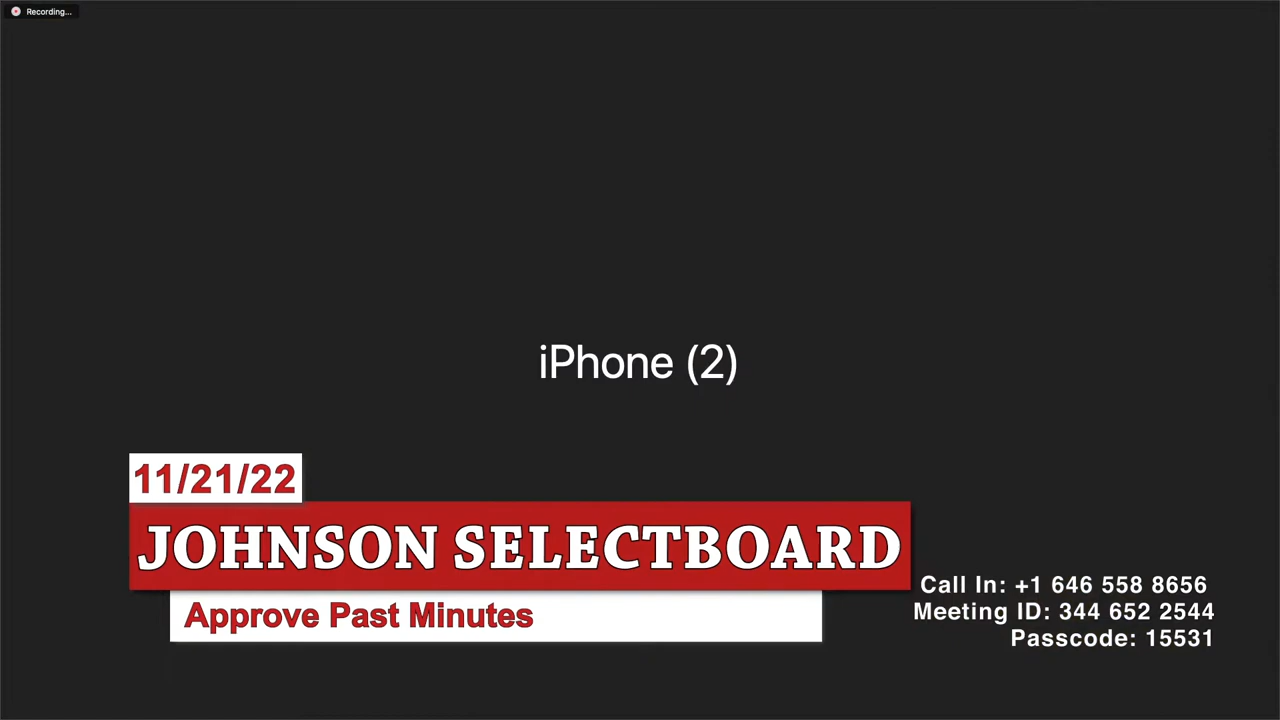 Recording...
iPhone (2)
11/21/22
JOHNSON SELECTBOARD
Approve Past Minutes
Call In: +1 646 558 8656
Meeting ID: 344 652 2544
Passcode: 15531